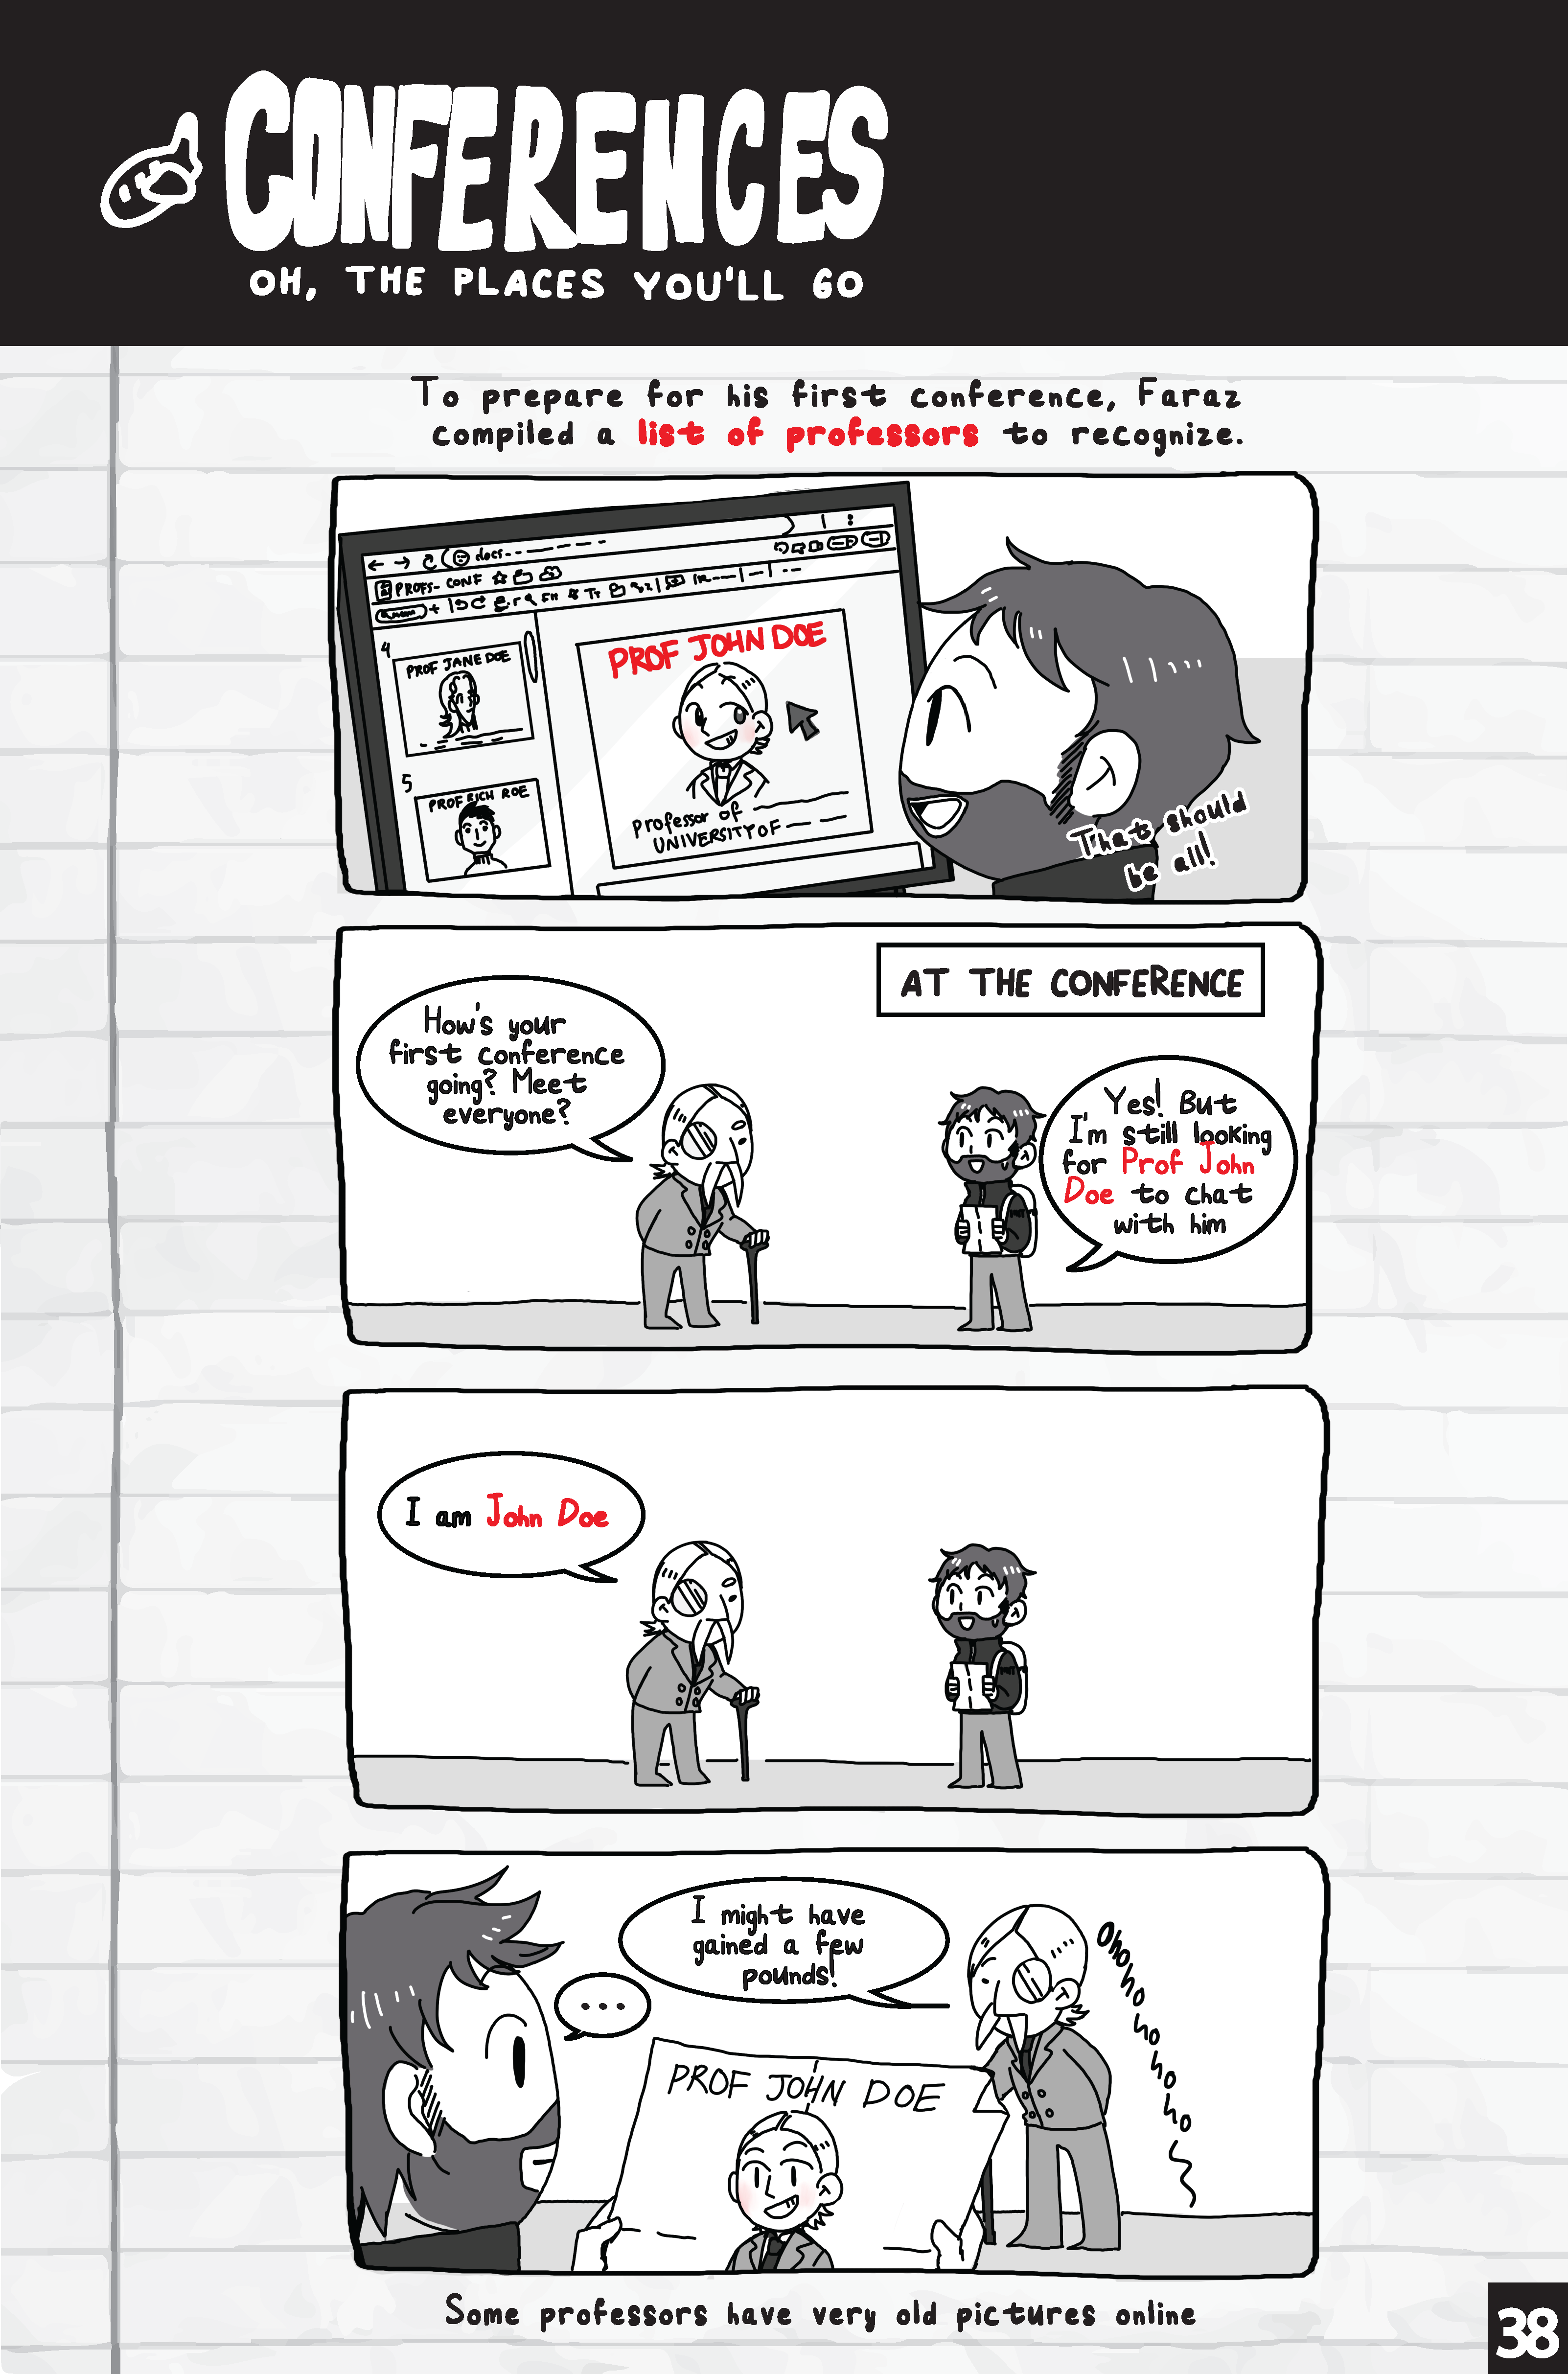 CONFERENCES
OH, THE PLACES YOU'LL GO
To prepare for his first conference, Faraz
compiled a list of professors to recognize.
docs
PROFS- CONF
4
PROF JANE DOE
5
PROF RICH ROE
PROF JOHN DOE
Professor of
UNIVERSITY OF
That should
be all!
AT THE CONFERENCE
How's your
first conference
going? Meet
everyone?
Yes! But
I'm still looking
for Prof John
Doe to chat
with him
I am John Doe
I might have
gained a few
pounds!
...
Ohohohohohoho
PROF JOHN DOE
Some professors have very old pictures online
38